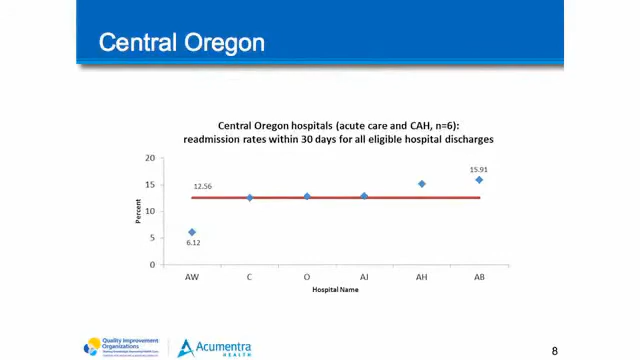 Central Oregon
Central Oregon hospitals (acute care and CAH, n=6):
readmission rates within 30 days for all eligible hospital discharges
Percent
20
15
10
5
0
12.56
6.12
15.91
AW C O AJ AH AB
Hospital Name
Quality Improvement
Organizations
Acumentra
HEALTH
8